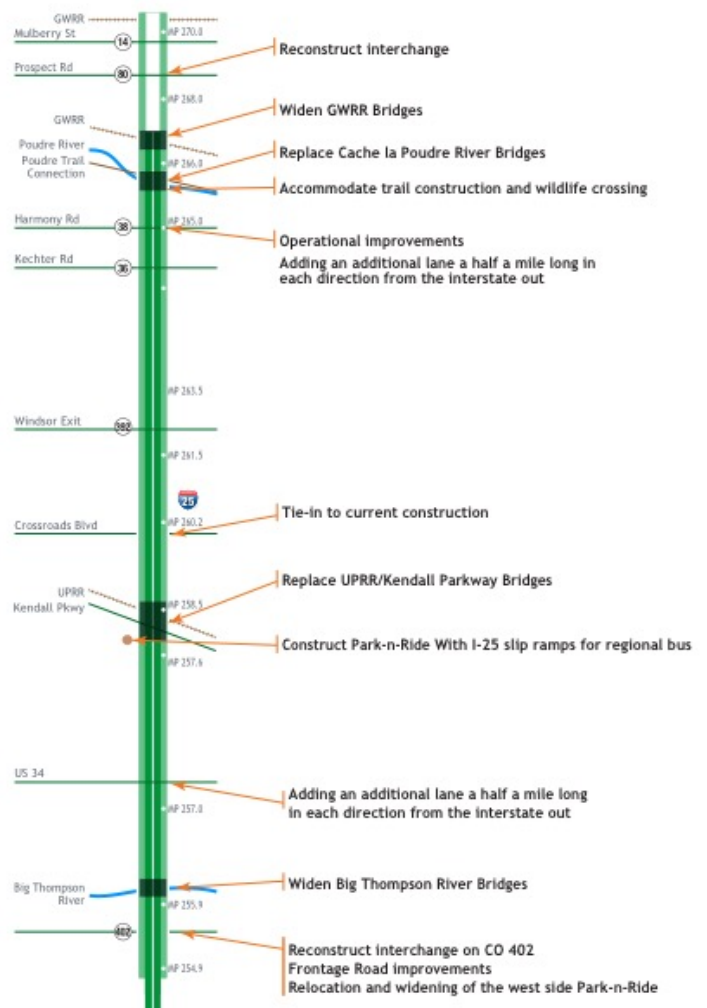 GWRR
Mulberry St
14
MP 270.0
Reconstruct interchange
Prospect Rd
80
MP 268.0
Widen GWRR Bridges
GWRR
Poudre River
Replace Cache la Poudre River Bridges
Poudre Trail
Connection
MP 266.0
Accommodate trail construction and wildlife crossing
Harmony Rd
38
MP 265.0
Operational improvements
Adding an additional lane a half a mile long in
each direction from the interstate out
Kechter Rd
36
MP 263.5
Windsor Exit
392
MP 261.5
25
Tie-in to current construction
MP 260.2
Crossroads Blvd
Replace UPRR/Kendall Parkway Bridges
UPRR
Kendall Pkwy
MP 258.5
Construct Park-n-Ride With I-25 slip ramps for regional bus
MP 257.6
US 34
Adding an additional lane a half a mile long
in each direction from the interstate out
MP 257.0
Big Thompson
River
Widen Big Thompson River Bridges
MP 255.9
402
Reconstruct interchange on CO 402
Frontage Road improvements
Relocation and widening of the west side Park-n-Ride
MP 254.9